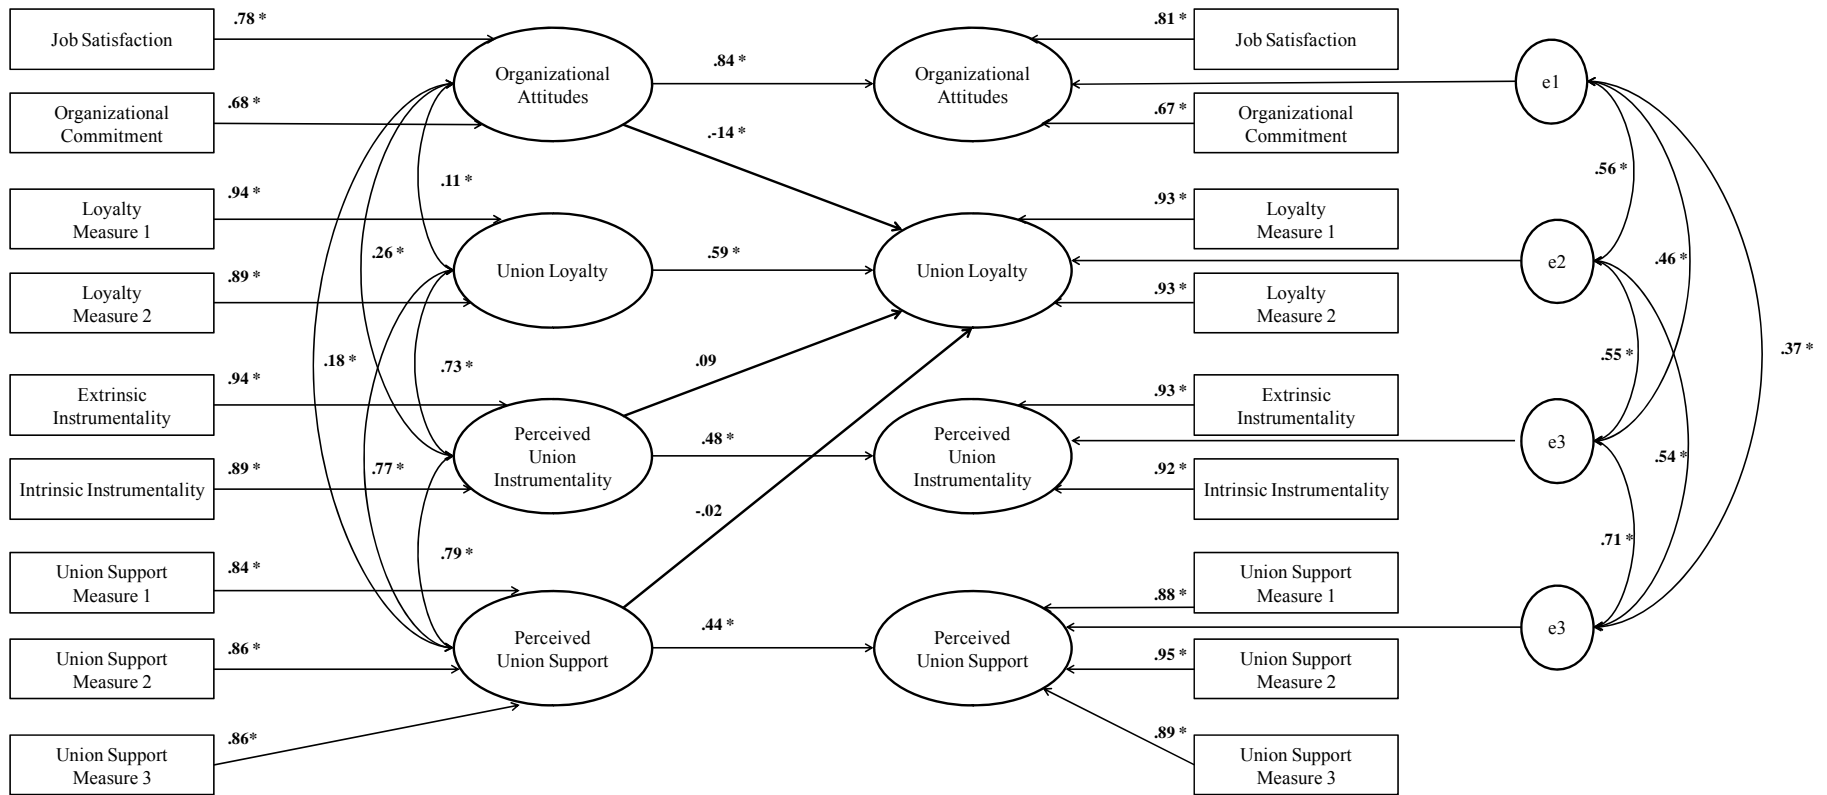 .78 *
Job Satisfaction
.68 *
Organizational
Commitment
.94 *
Loyalty
Measure 1
.89 *
Loyalty
Measure 2
.94 *
Extrinsic
Instrumentality
.89 *
Intrinsic Instrumentality
.84 *
Union Support
Measure 1
.86 *
Union Support
Measure 2
.86*
Union Support
Measure 3
.11 *
.26 *
.18 *
.73 *
.77 *
.79 *
Organizational
Attitudes
Union Loyalty
Perceived
Union
Instrumentality
Perceived
Union Support
.84 *
.-14 *
.59 *
.09
.48 *
-.02
.44 *
Organizational
Attitudes
Union Loyalty
Perceived
Union
Instrumentality
Perceived
Union Support
.81 *
Job Satisfaction
.67 *
Organizational
Commitment
.93 *
Loyalty
Measure 1
.93 *
Loyalty
Measure 2
.93 *
Extrinsic
Instrumentality
.92 *
Intrinsic Instrumentality
.88 *
Union Support
Measure 1
.95 *
Union Support
Measure 2
.89 *
Union Support
Measure 3
e1
e2
e3
e3
.56 *
.46 *
.55 *
.37 *
.54 *
.71 *